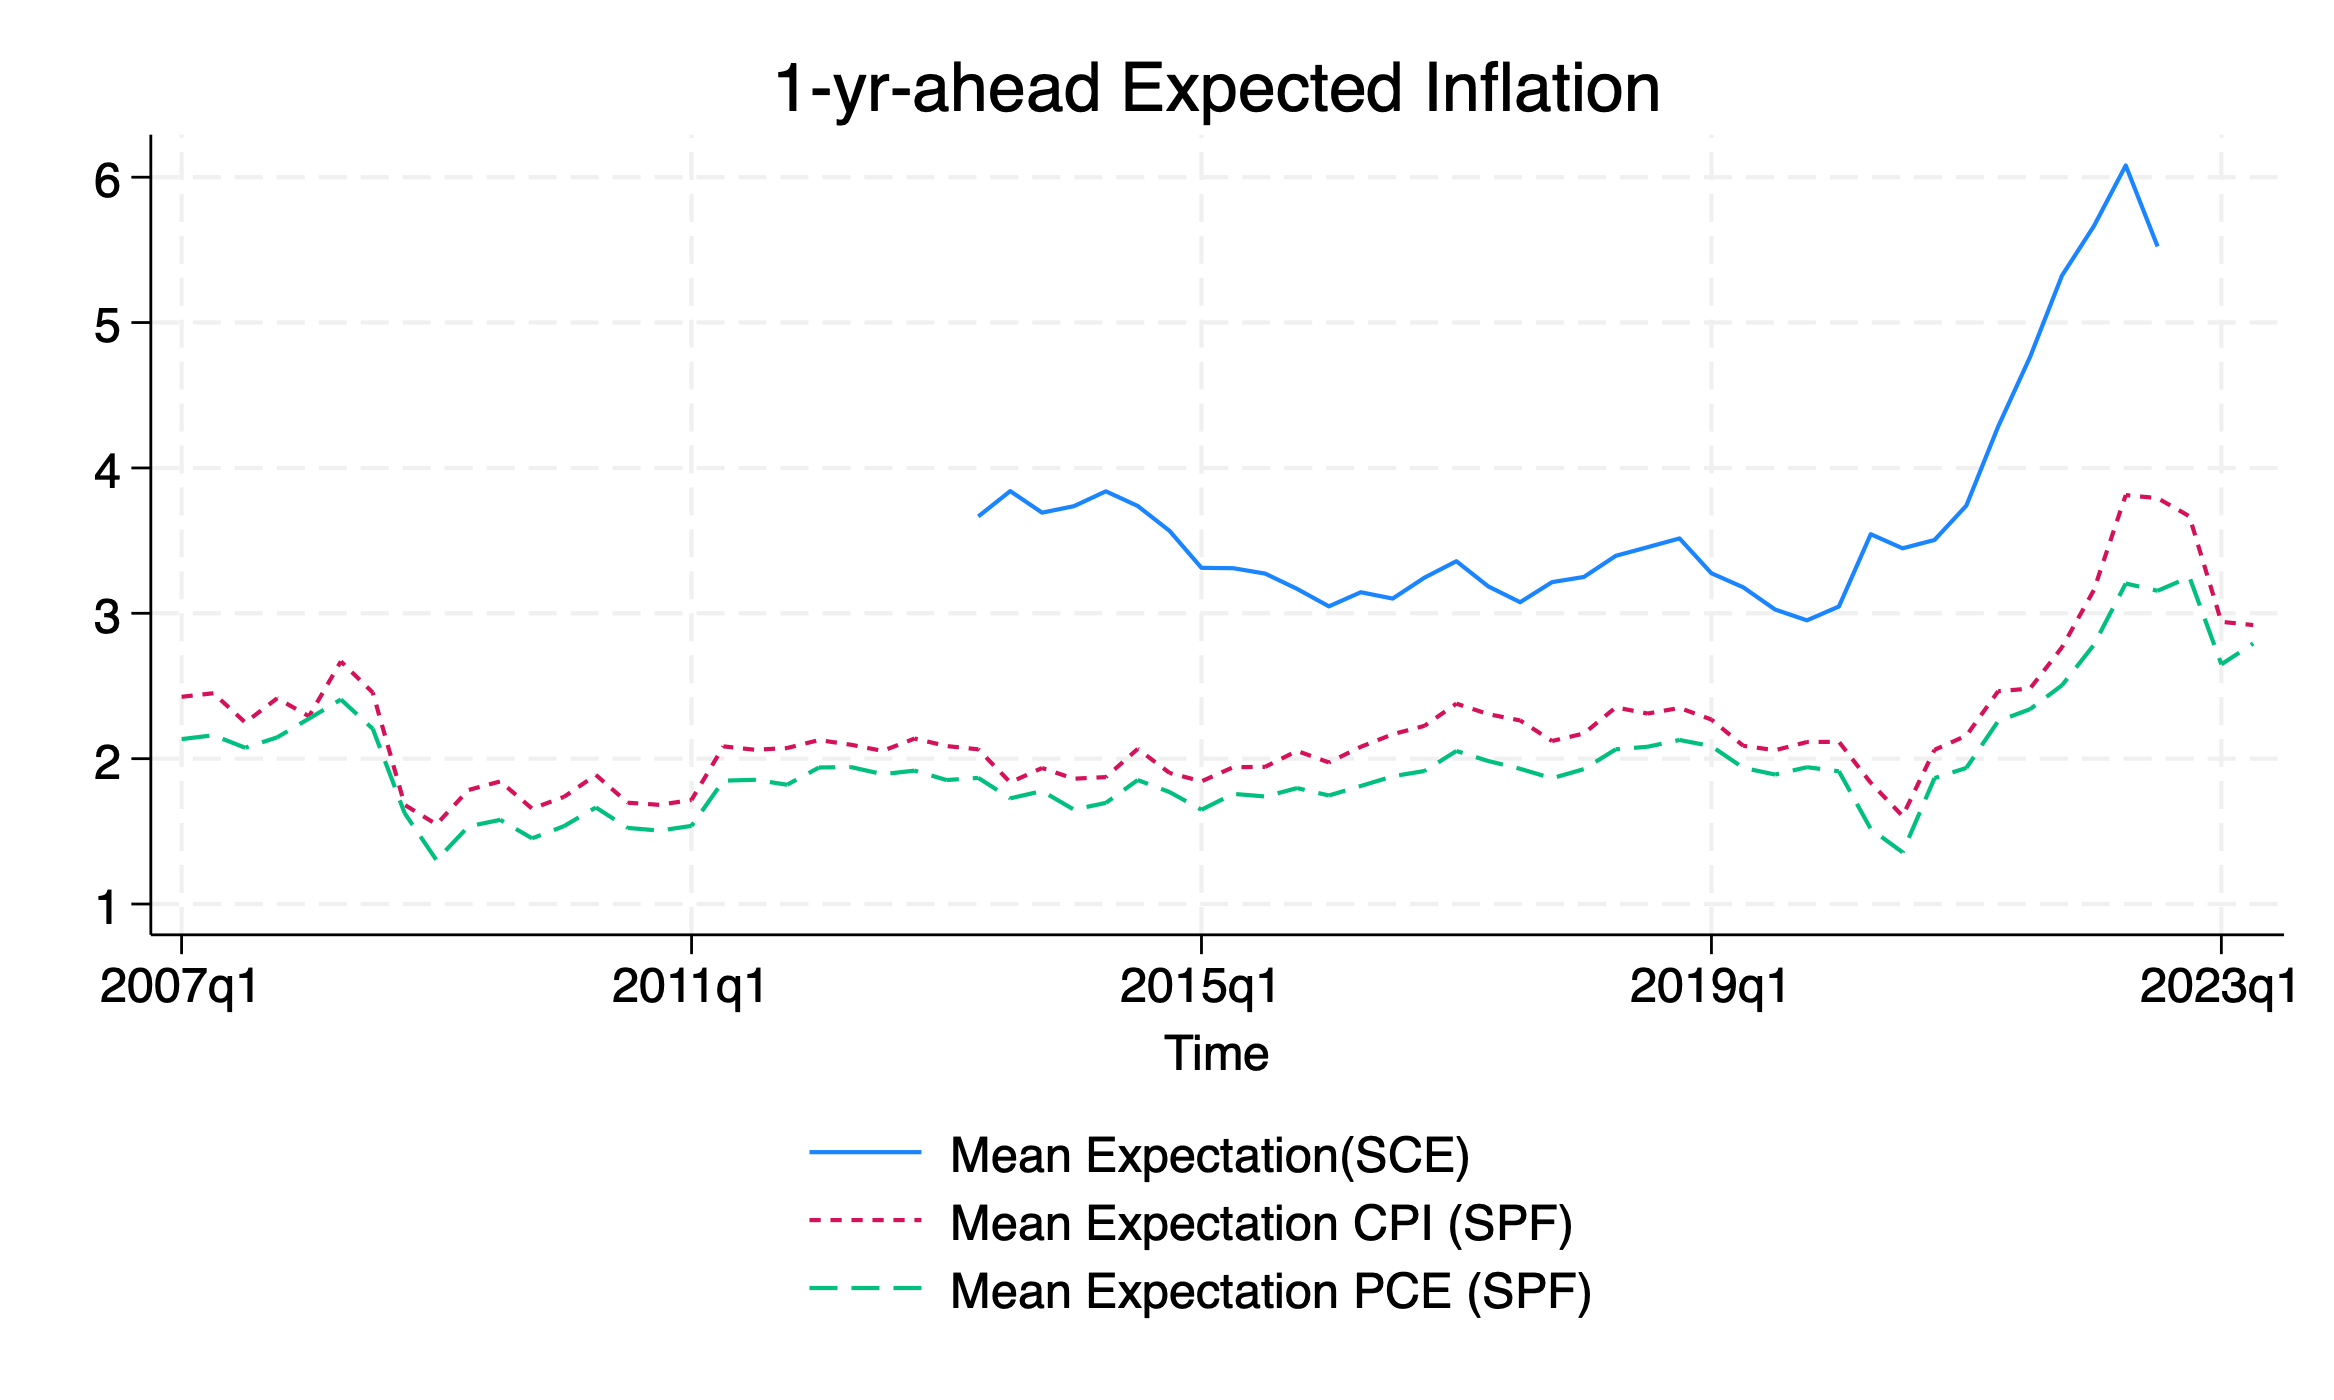 1-yr-ahead Expected Inflation
6
5
4
3
2
1
2007q1 2011q1 2015q1 2019q1 2023q1
Time
Mean Expectation(SCE)
Mean Expectation CPI (SPF)
Mean Expectation PCE (SPF)